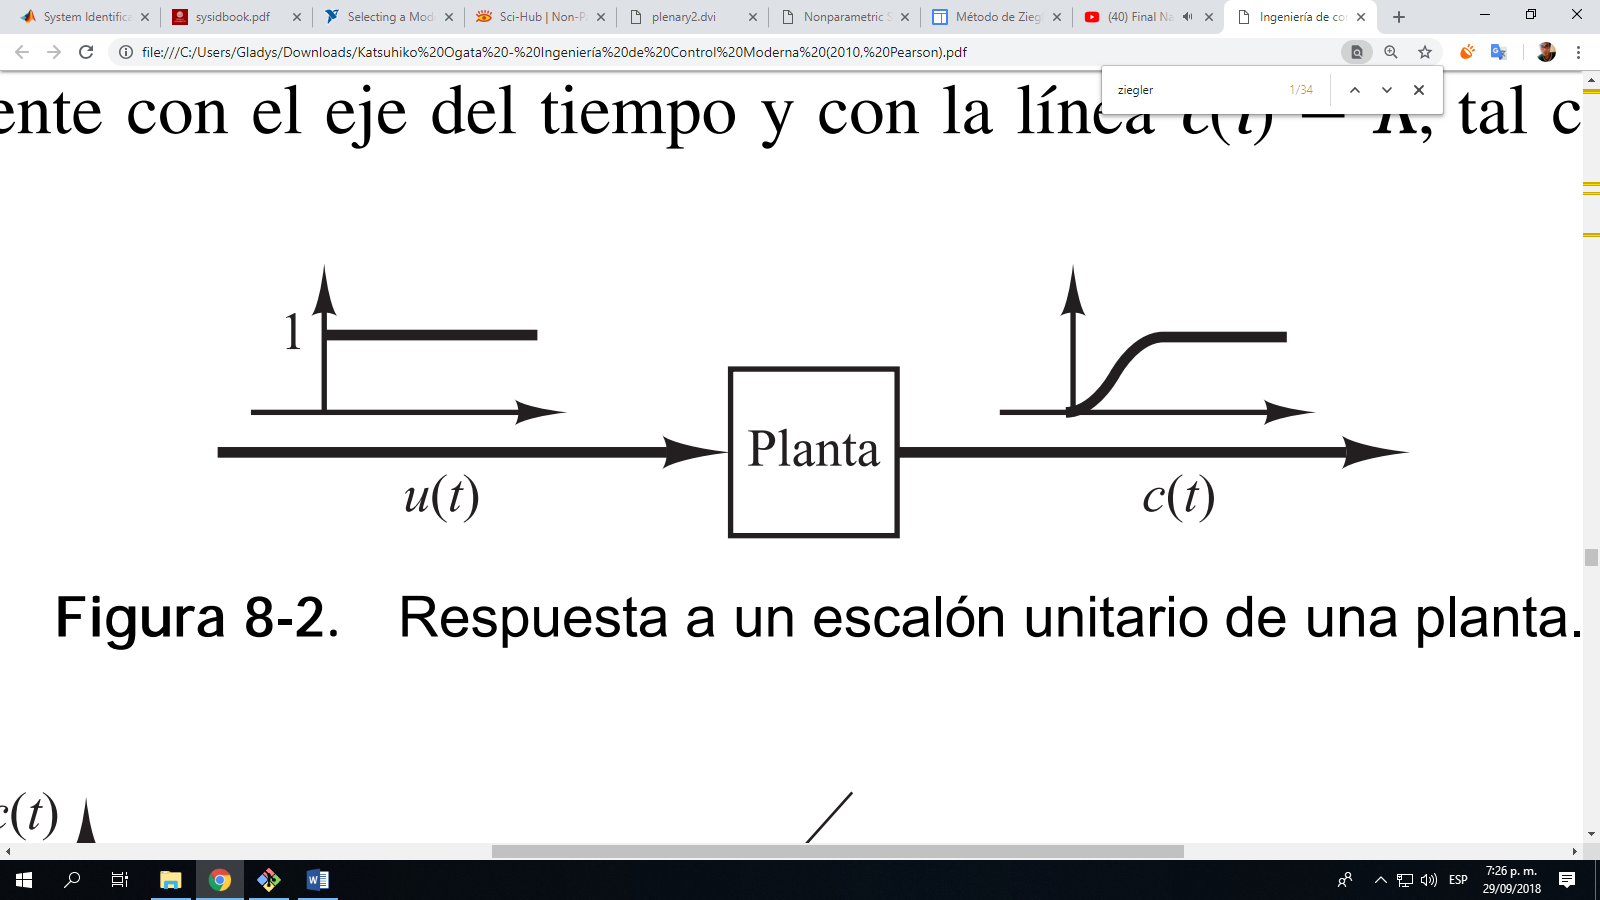 System Identifica
sysidbook.pdf
Selecting a Mod
Sci-Hub | Non-P
plenary2.dvi
Nonparametric S
Método de Ziegl
(40) Final Na
Ingeniería de co
file:///C:/Users/Gladys/Downloads/Katsuhiko%20Ogata%20-%20Ingeniería%20de%20Control%20Moderna%20(2010,%20Pearson).pdf
ziegler
1/34
ente con el eje del tiempo y con la línea c(t) = K, tal c
1
Planta
u(t)
c(t)
Figura 8-2. Respuesta a un escalón unitario de una planta.
c(t)
ESP
7:26 p. m.
29/09/2018